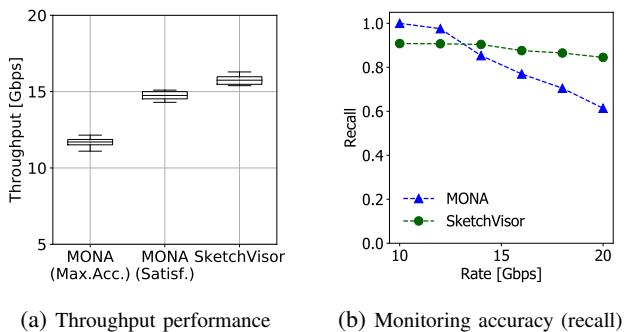 20
15
10
5
Throughput [Gbps]
MONA
(Max.Acc.)
MONA
(Satisf.)
SketchVisor
(a) Throughput performance
1.0
0.8
0.6
0.4
0.2
0.0
Recall
MONA
SketchVisor
10
15
20
Rate [Gbps]
(b) Monitoring accuracy (recall)